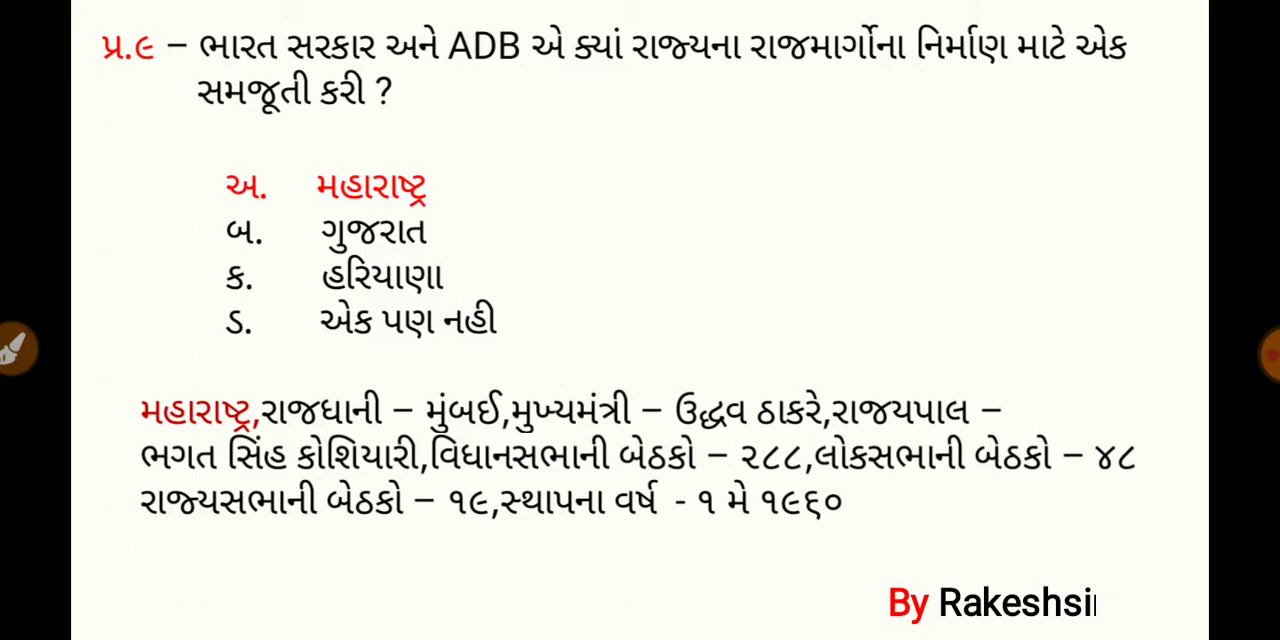 પ્ર.૯ – ભારત સરકાર અને ADB એ ક્યાં રાજ્યના રાજમાર્ગોના નિર્માણ માટે એક
સમજૂતી કરી ?
અ. મહારાષ્ટ્ર
બ. ગુજરાત
ક. હરિયાણા
ડ. એક પણ નહી
મહારાષ્ટ્ર,રાજધાની – મુંબઈ,મુખ્યમંત્રી – ઉદ્ધવ ઠાકરે,રાજયપાલ –
ભગત સિંહ કોશિયારી,વિધાનસભાની બેઠકો – ૨૮૮,લોકસભાની બેઠકો – ૪૮
રાજ્યસભાની બેઠકો – ૧૯,સ્થાપના વર્ષ - ૧ મે ૧૯૬૦
By Rakeshsi